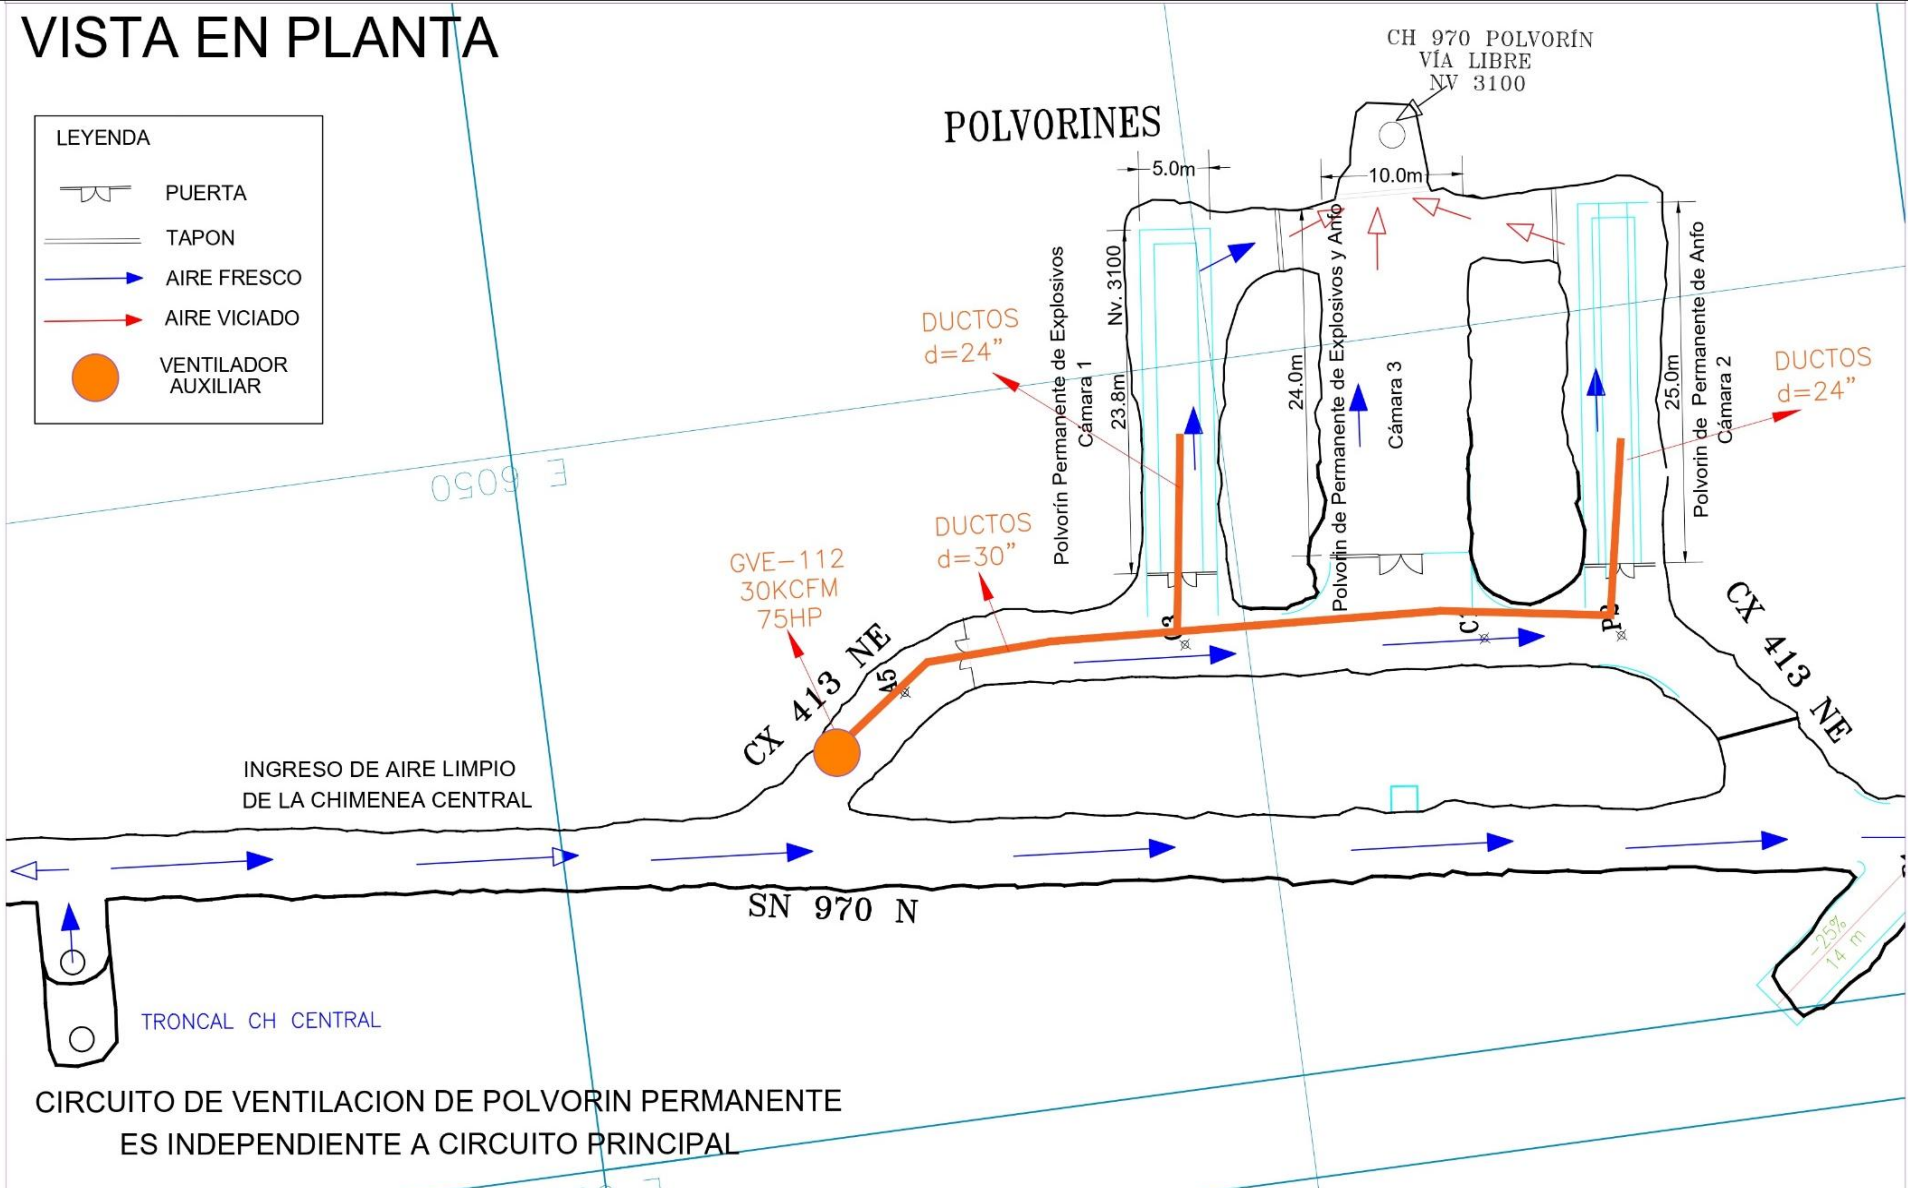 VISTA EN PLANTA
LEYENDA
PUERTA
TAPON
AIRE FRESCO
AIRE VICIADO
VENTILADOR
AUXILIAR
CH 970 POLVORÍN
VÍA LIBRE
NV 3100
POLVORINES
5.0m
10.0m
Nv. 3100
23.8m
Polvorín Permanente de Explosivos
Cámara 1
24.0m
Polvorin de Permanente de Explosivos y Anfo
Cámara 3
25.0m
Polvorin de Permanente de Anfo
Cámara 2
DUCTOS
d=24”
DUCTOS
d=24”
DUCTOS
d=30”
GVE-112
30KCFM
75HP
E 6050
CX 413 NE
CX 413 NE
INGRESO DE AIRE LIMPIO
DE LA CHIMENEA CENTRAL
SN 970 N
-25%
14 m
TRONCAL CH CENTRAL
CIRCUITO DE VENTILACION DE POLVORIN PERMANENTE
ES INDEPENDIENTE A CIRCUITO PRINCIPAL